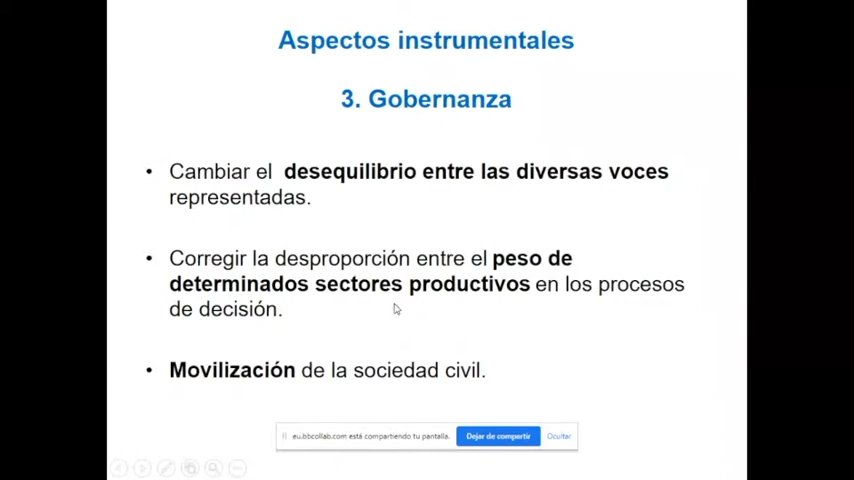 Aspectos instrumentales
3. Gobernanza
• Cambiar el desequilibrio entre las diversas voces
representadas.
• Corregir la desproporción entre el peso de
determinados sectores productivos en los procesos
de decisión.
• Movilización de la sociedad civil.
eu.bbcollab.com está compartiendo tu pantalla. Dejar de compartir Ocultar